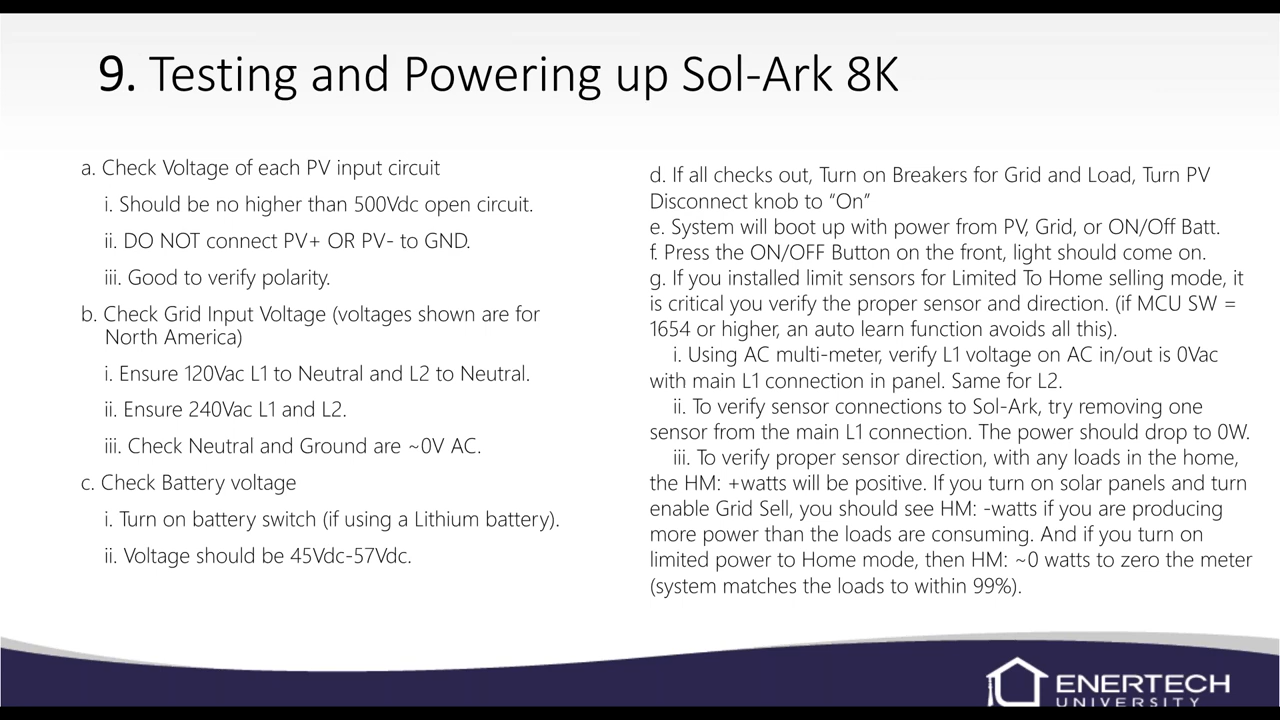 9. Testing and Powering up Sol-Ark 8K
a. Check Voltage of each PV input circuit
i. Should be no higher than 500Vdc open circuit.
ii. DO NOT connect PV+ OR PV- to GND.
iii. Good to verify polarity.
b. Check Grid Input Voltage (voltages shown are for
North America)
i. Ensure 120Vac L1 to Neutral and L2 to Neutral.
ii. Ensure 240Vac L1 and L2.
iii. Check Neutral and Ground are ~0V AC.
c. Check Battery voltage
i. Turn on battery switch (if using a Lithium battery).
ii. Voltage should be 45Vdc-57Vdc.
d. If all checks out, Turn on Breakers for Grid and Load, Turn PV
Disconnect knob to "On"
e. System will boot up with power from PV, Grid, or ON/Off Batt.
f. Press the ON/OFF Button on the front, light should come on.
g. If you installed limit sensors for Limited To Home selling mode, it
is critical you verify the proper sensor and direction. (if MCU SW =
1654 or higher, an auto learn function avoids all this).
i. Using AC multi-meter, verify L1 voltage on AC in/out is 0Vac
with main L1 connection in panel. Same for L2.
ii. To verify sensor connections to Sol-Ark, try removing one
sensor from the main L1 connection. The power should drop to 0W.
iii. To verify proper sensor direction, with any loads in the home,
the HM: +watts will be positive. If you turn on solar panels and turn
enable Grid Sell, you should see HM: -watts if you are producing
more power than the loads are consuming. And if you turn on
limited power to Home mode, then HM: ~0 watts to zero the meter
(system matches the loads to within 99%).
ENERTECH
UNIVERSITY